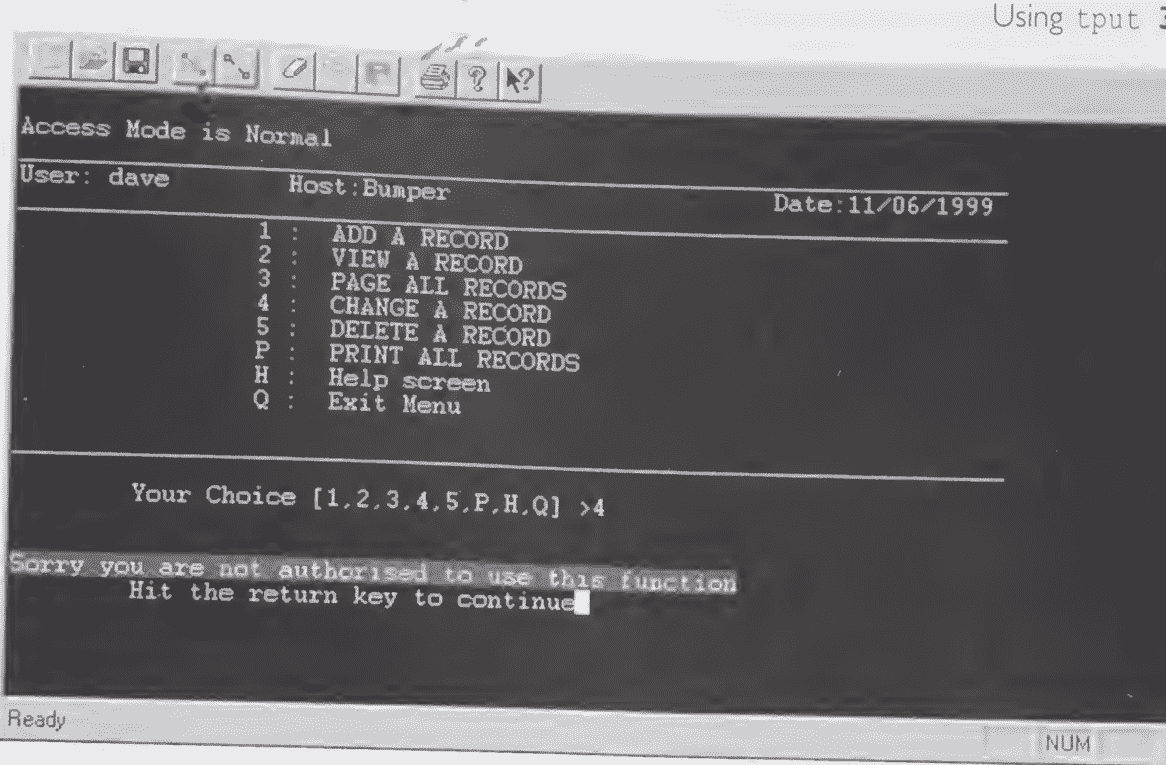 Using tput
Access Mode is Normal
User: dave Host:Bumper Date:11/06/1999
1 : ADD A RECORD
2 : VIEW A RECORD
3 : PAGE ALL RECORDS
4 : CHANGE A RECORD
5 : DELETE A RECORD
P : PRINT ALL RECORDS
H : Help screen
Q : Exit Menu
Your Choice [1,2,3,4,5,P,H,Q] >4
Sorry you are not authorised to use this function
Hit the return key to continue
Ready
NUM